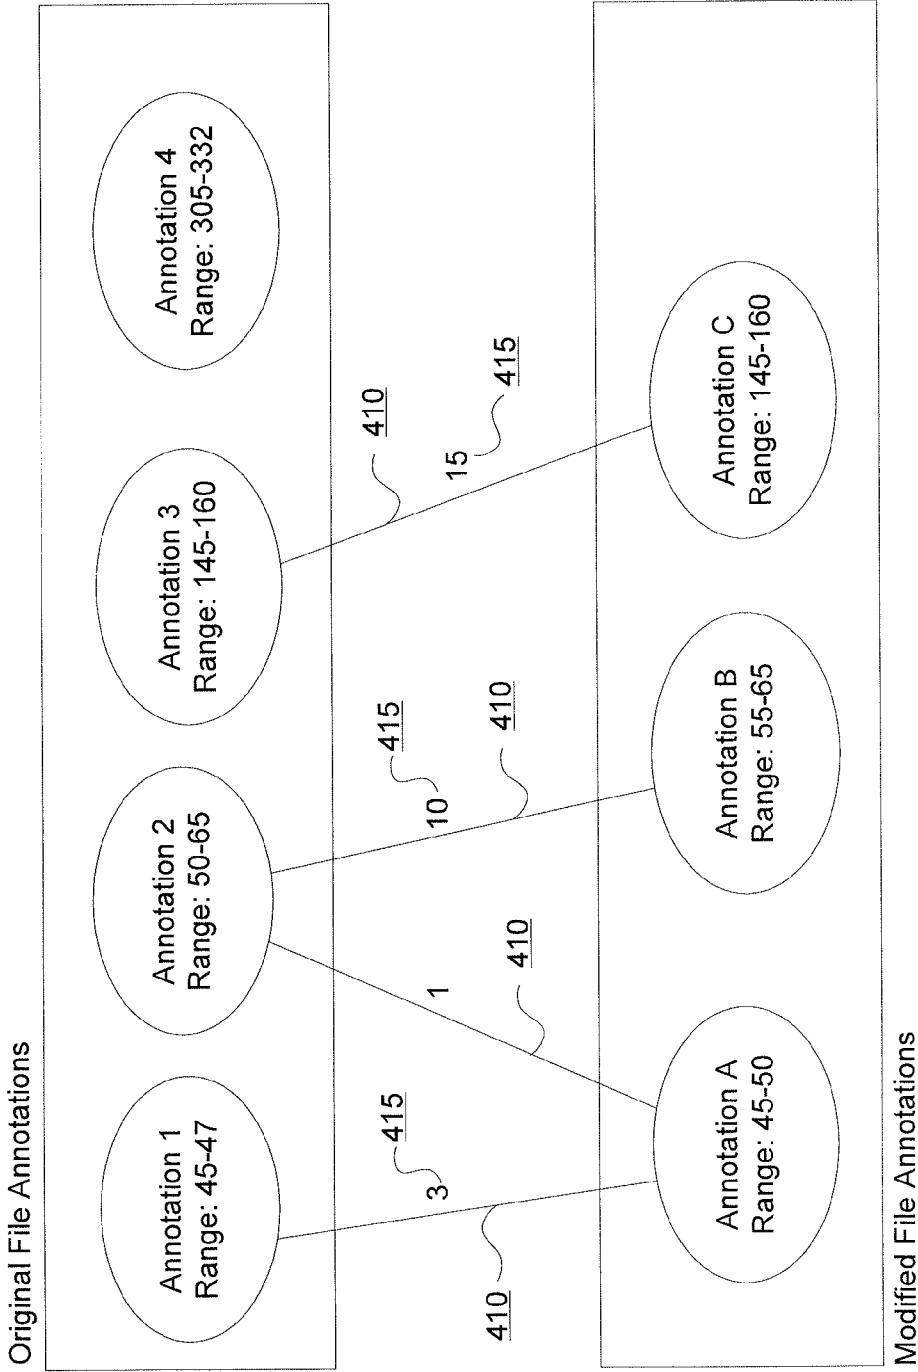 Original File Annotations
Annotation 1
Range: 45-47
Annotation 2
Range: 50-65
Annotation 3
Range: 145-160
Annotation 4
Range: 305-332
410
3
415
1
410
10
415
410
410
15
415
Annotation A
Range: 45-50
Annotation B
Range: 55-65
Annotation C
Range: 145-160
Modified File Annotations